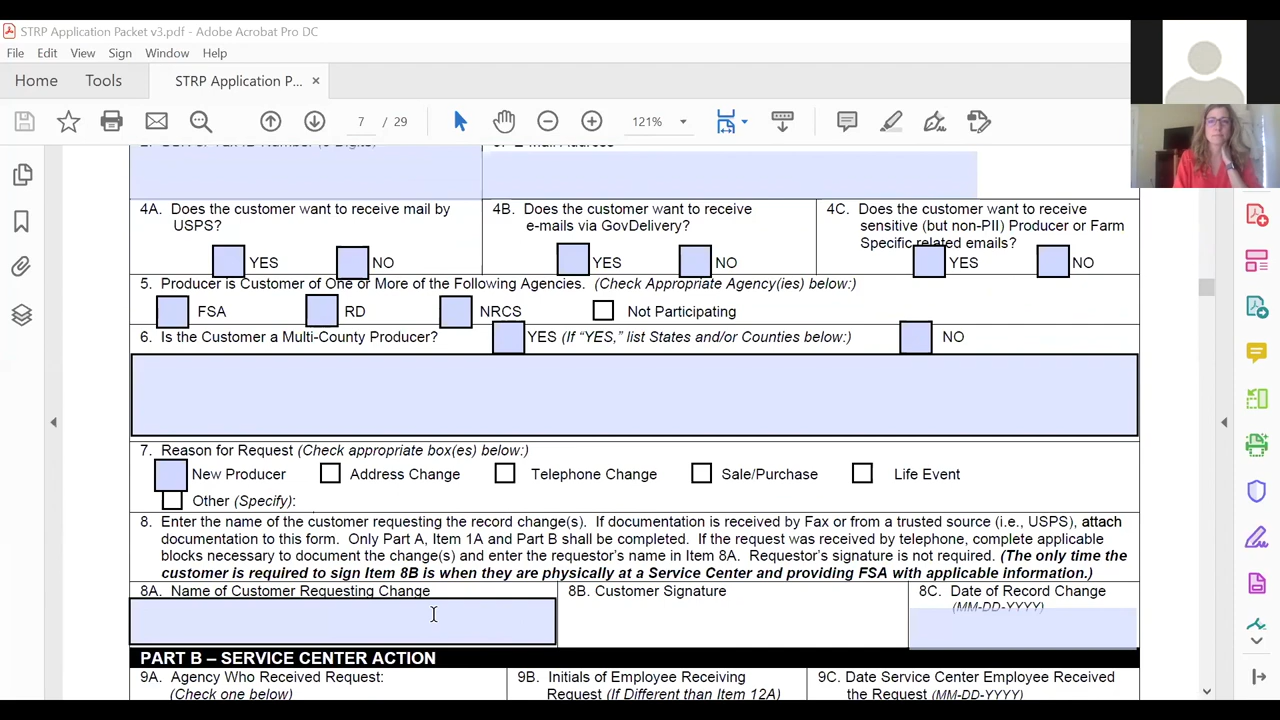 STRP Application Packet v3.pdf - Adobe Acrobat Pro DC
File Edit View Sign Window Help
Home Tools STRP Application P... ×
7 / 29 121%
4A. Does the customer want to receive mail by USPS?
YES NO
4B. Does the customer want to receive
e-mails via GovDelivery?
YES NO
4C. Does the customer want to receive
sensitive (but non-PII) Producer or Farm
Specific related emails?
YES NO
5. Producer is Customer of One or More of the Following Agencies. (Check Appropriate Agency(ies) below:)
FSA RD NRCS Not Participating
6. Is the Customer a Multi-County Producer? YES (If “YES,” list States and/or Counties below:) NO
7. Reason for Request (Check appropriate box(es) below:)
New Producer Address Change Telephone Change Sale/Purchase Life Event
Other (Specify):
8. Enter the name of the customer requesting the record change(s). If documentation is received by Fax or from a trusted source (i.e., USPS), attach
documentation to this form. Only Part A, Item 1A and Part B shall be completed. If the request was received by telephone, complete applicable
blocks necessary to document the change(s) and enter the requestor’s name in Item 8A. Requestor’s signature is not required. (The only time the
customer is required to sign Item 8B is when they are physically at a Service Center and providing FSA with applicable information.)
8A. Name of Customer Requesting Change
8B. Customer Signature
8C. Date of Record Change
(MM-DD-YYYY)
PART B – SERVICE CENTER ACTION
9A. Agency Who Received Request:
(Check one below)
9B. Initials of Employee Receiving
Request (If Different than Item 12A)
9C. Date Service Center Employee Received
the Request (MM-DD-YYYY)